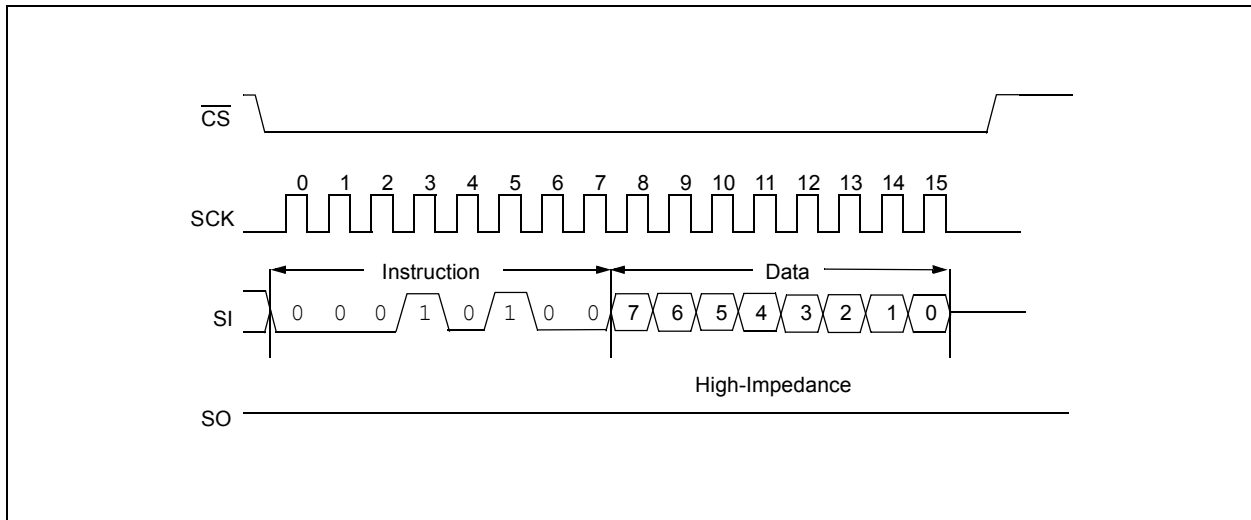 CS
0 1 2 3 4 5 6 7 8 9 10 11 12 13 14 15
SCK
Instruction Data
SI 0 0 0 1 0 1 0 0 7 6 5 4 3 2 1 0
High-Impedance
SO